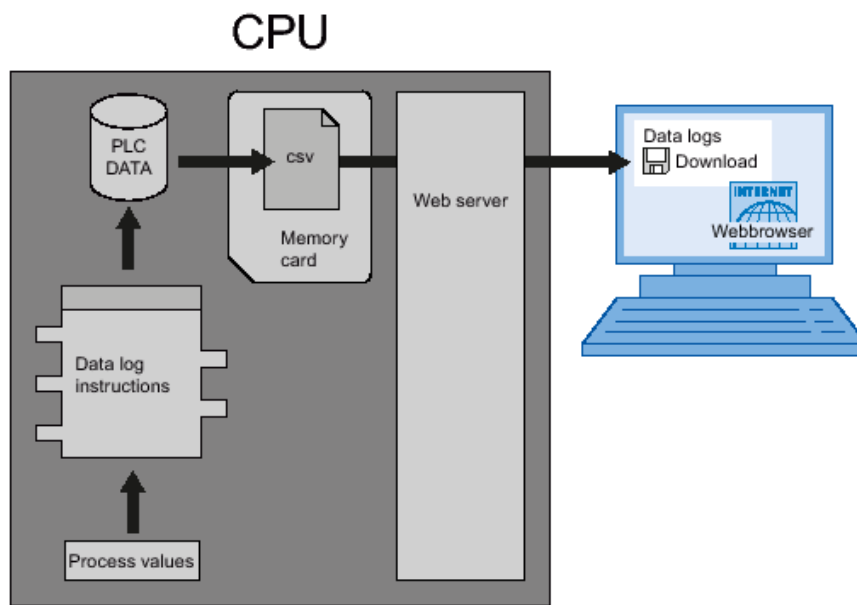 CPU
PLC
DATA
csv
Memory
card
Web server
Data logs
Download
INTERNET
Webbrowser
Data log
instructions
Process values